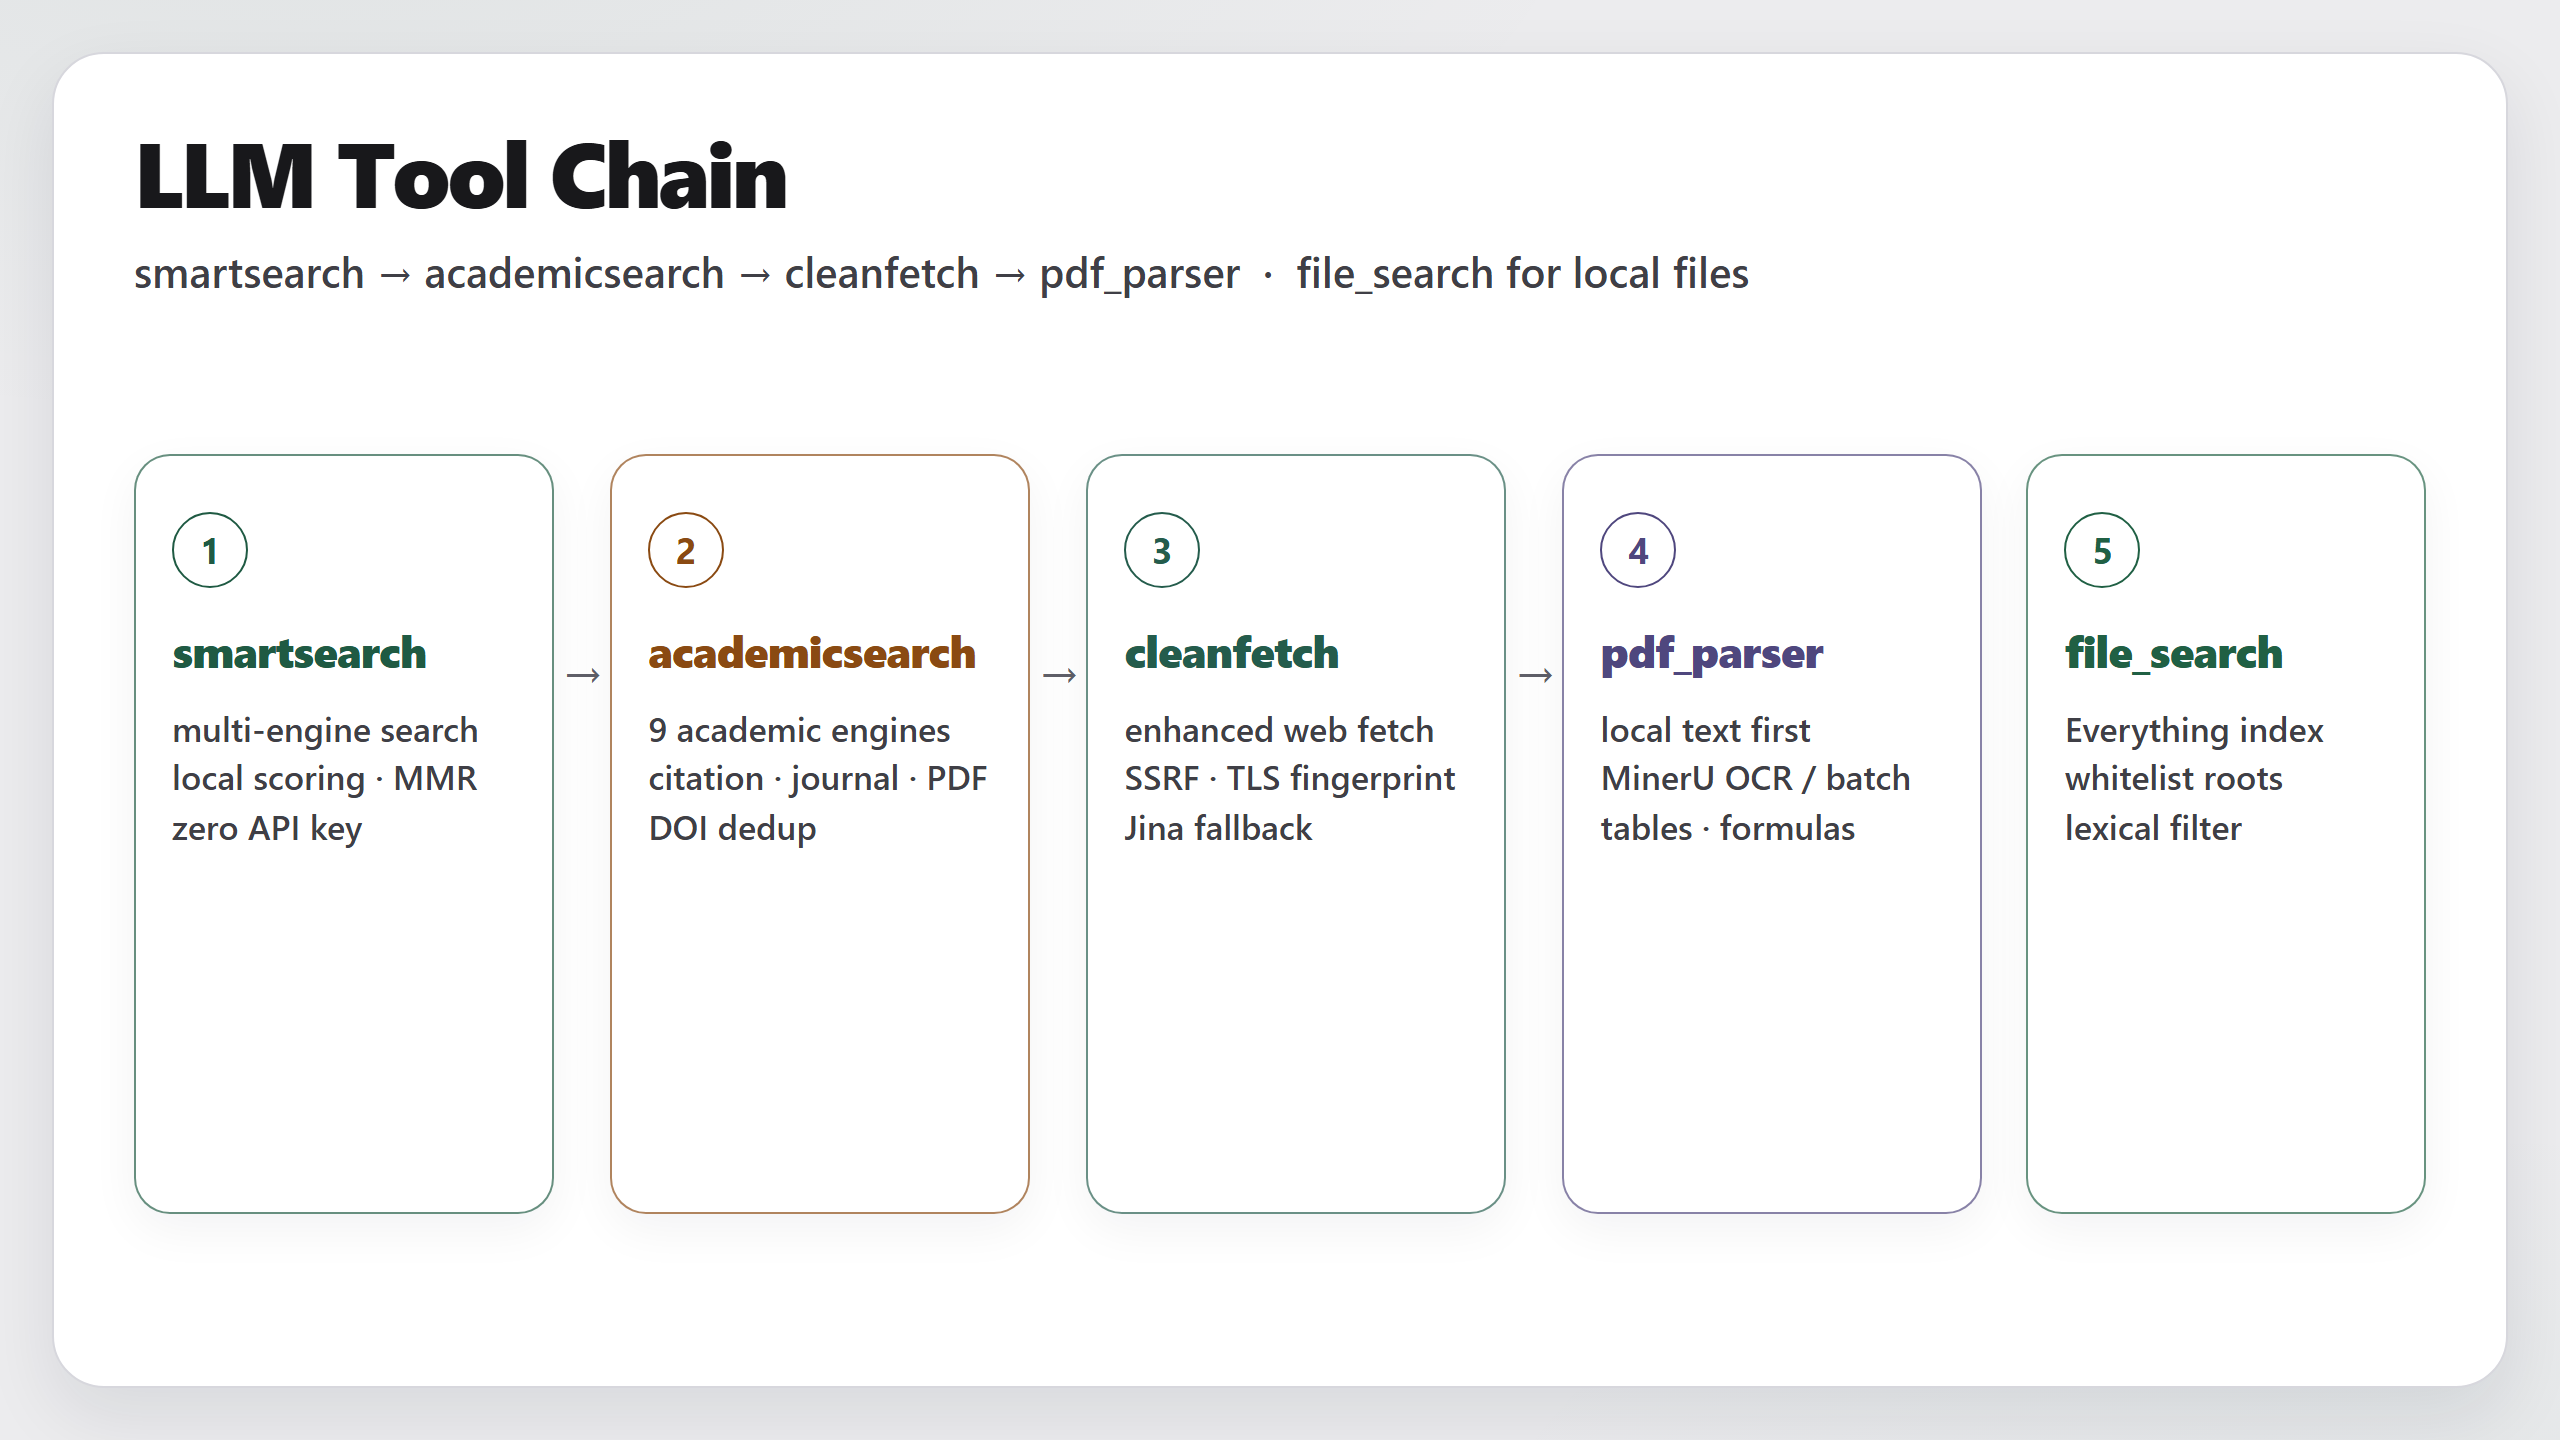 LLM Tool Chain
smartsearch → academicsearch → cleanfetch → pdf_parser · file_search for local files
1
smartsearch
multi-engine search
local scoring · MMR
zero API key
→
2
academicsearch
9 academic engines
citation · journal · PDF
DOI dedup
→
3
cleanfetch
enhanced web fetch
SSRF · TLS fingerprint
Jina fallback
→
4
pdf_parser
local text first
MinerU OCR / batch
tables · formulas
5
file_search
Everything index
whitelist roots
lexical filter